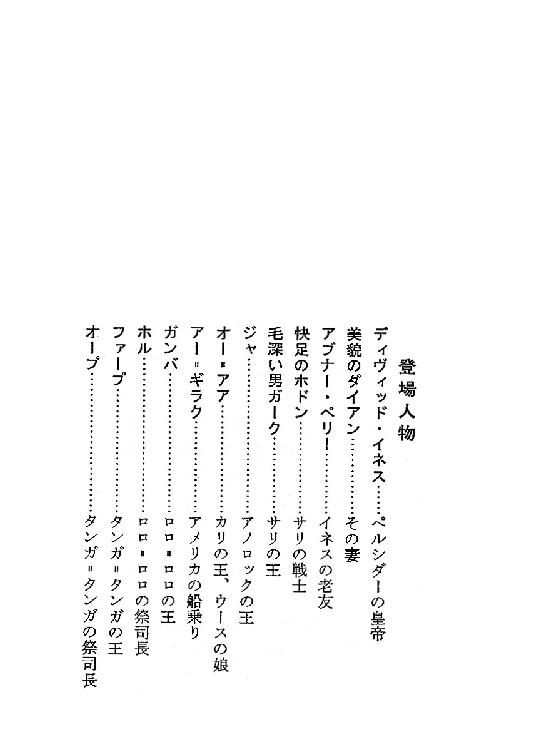 登場人物
ディヴィッド・イネス……ペルシダーの皇帝
美貌のダイアン……………その妻
アブナー・ペリー…………イネスの老友
快足のホドン………………サリの戦士
毛深い男ガーク……………サリの王
ジャ…………………………アノロックの王
オー゠アア…………………カリの王、ウースの娘
アー゠ギラク………………アメリカの船乗り
ガンバ………………………ロロ゠ロロの王
ホル…………………………ロロ゠ロロの祭司長
ファープ……………………タンガ゠タンガの王
オープ………………………タンガ゠タンガの祭司長